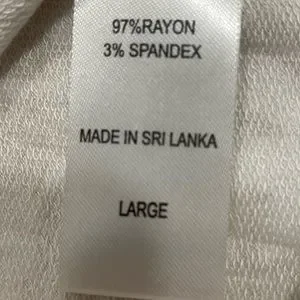 97%RAYON
3% SPANDEX
MADE IN SRI LANKA
LARGE